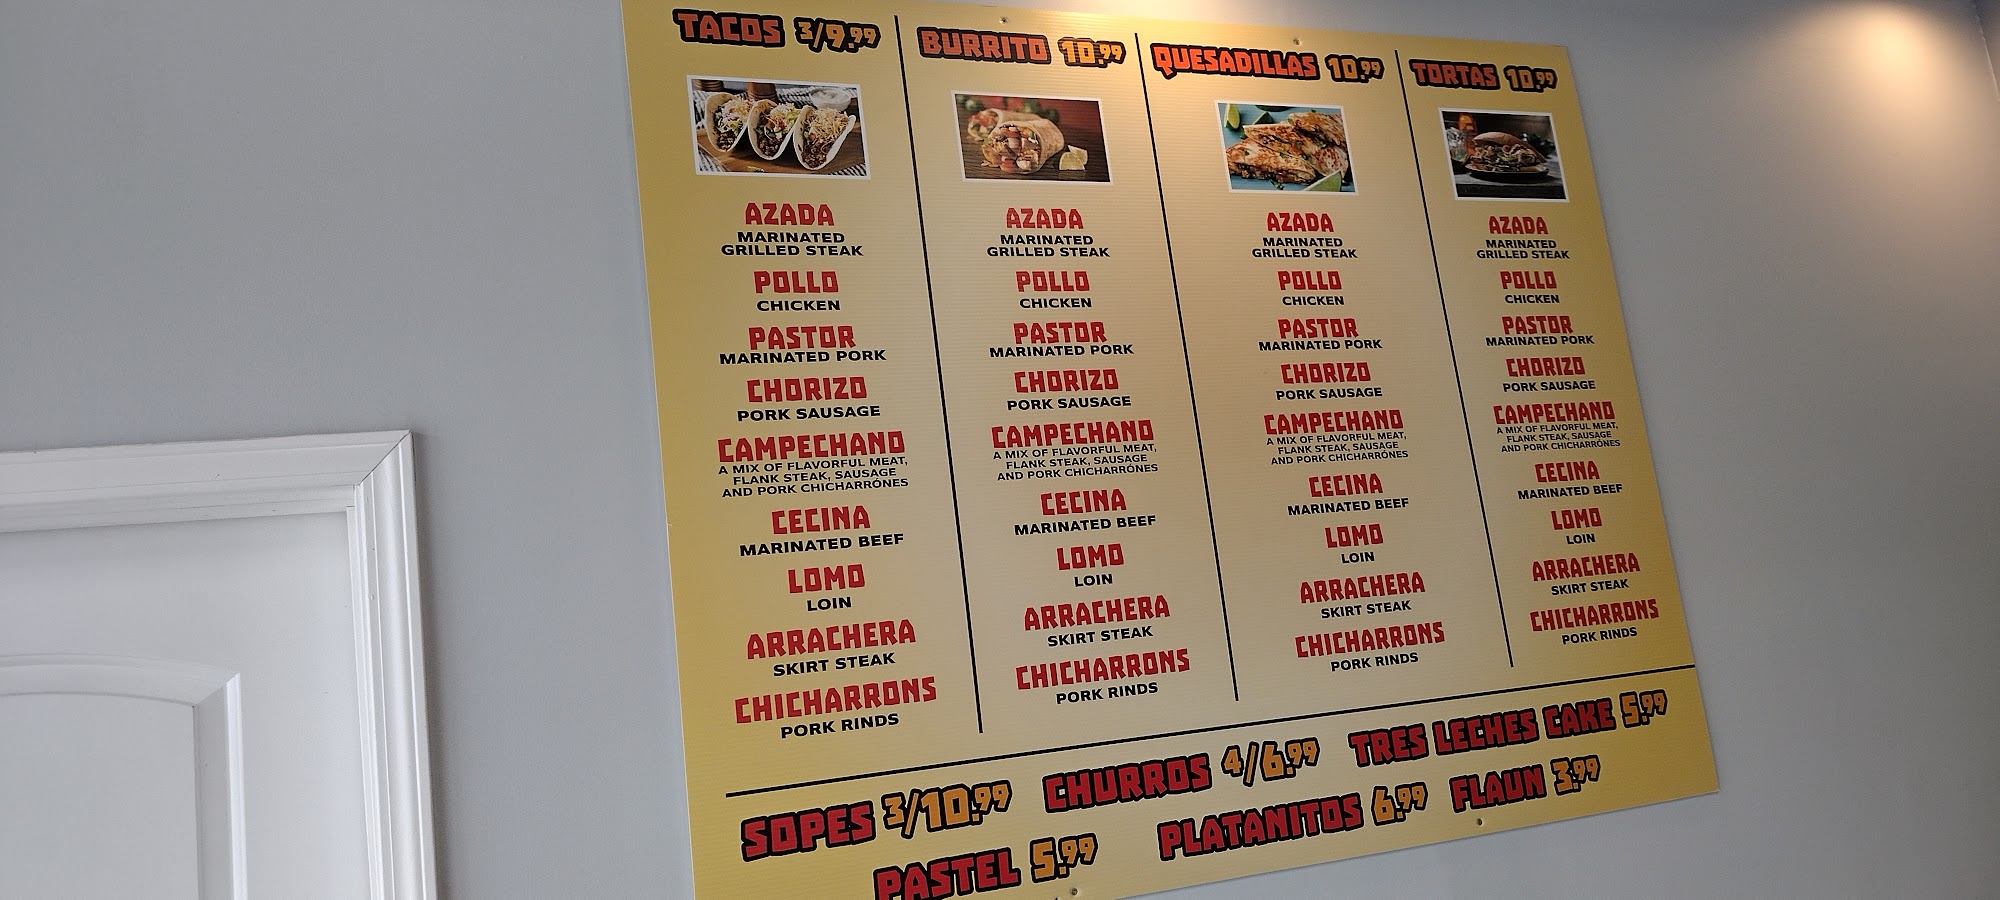 TACOS 3/9.99
AZADA
MARINATED
GRILLED STEAK
POLLO
CHICKEN
PASTOR
MARINATED PORK
CHORIZO
PORK SAUSAGE
CAMPECHANO
A MIX OF FLAVORFUL MEAT,
FLANK STEAK, SAUSAGE
AND PORK CHICHARRÓNES
CECINA
MARINATED BEEF
LOMO
LOIN
ARRACHERA
SKIRT STEAK
CHICHARRONS
PORK RINDS
BURRITO 10.99
AZADA
MARINATED
GRILLED STEAK
POLLO
CHICKEN
PASTOR
MARINATED PORK
CHORIZO
PORK SAUSAGE
CAMPECHANO
A MIX OF FLAVORFUL MEAT,
FLANK STEAK, SAUSAGE
AND PORK CHICHARRÓNES
CECINA
MARINATED BEEF
LOMO
LOIN
ARRACHERA
SKIRT STEAK
CHICHARRONS
PORK RINDS
QUESADILLAS 10.99
AZADA
MARINATED
GRILLED STEAK
POLLO
CHICKEN
PASTOR
MARINATED PORK
CHORIZO
PORK SAUSAGE
CAMPECHANO
A MIX OF FLAVORFUL MEAT,
FLANK STEAK, SAUSAGE
AND PORK CHICHARRÓNES
CECINA
MARINATED BEEF
LOMO
LOIN
ARRACHERA
SKIRT STEAK
CHICHARRONS
PORK RINDS
TORTAS 10.99
AZADA
MARINATED
GRILLED STEAK
POLLO
CHICKEN
PASTOR
MARINATED PORK
CHORIZO
PORK SAUSAGE
CAMPECHANO
A MIX OF FLAVORFUL MEAT,
FLANK STEAK, SAUSAGE
AND PORK CHICHARRÓNES
CECINA
MARINATED BEEF
LOMO
LOIN
ARRACHERA
SKIRT STEAK
CHICHARRONS
PORK RINDS
SOPES 3/10.99 CHURROS 4/6.99 TRES LECHES CAKE 5.99
PASTEL 5.99 PLATANITOS 6.99 FLAUN 3.99